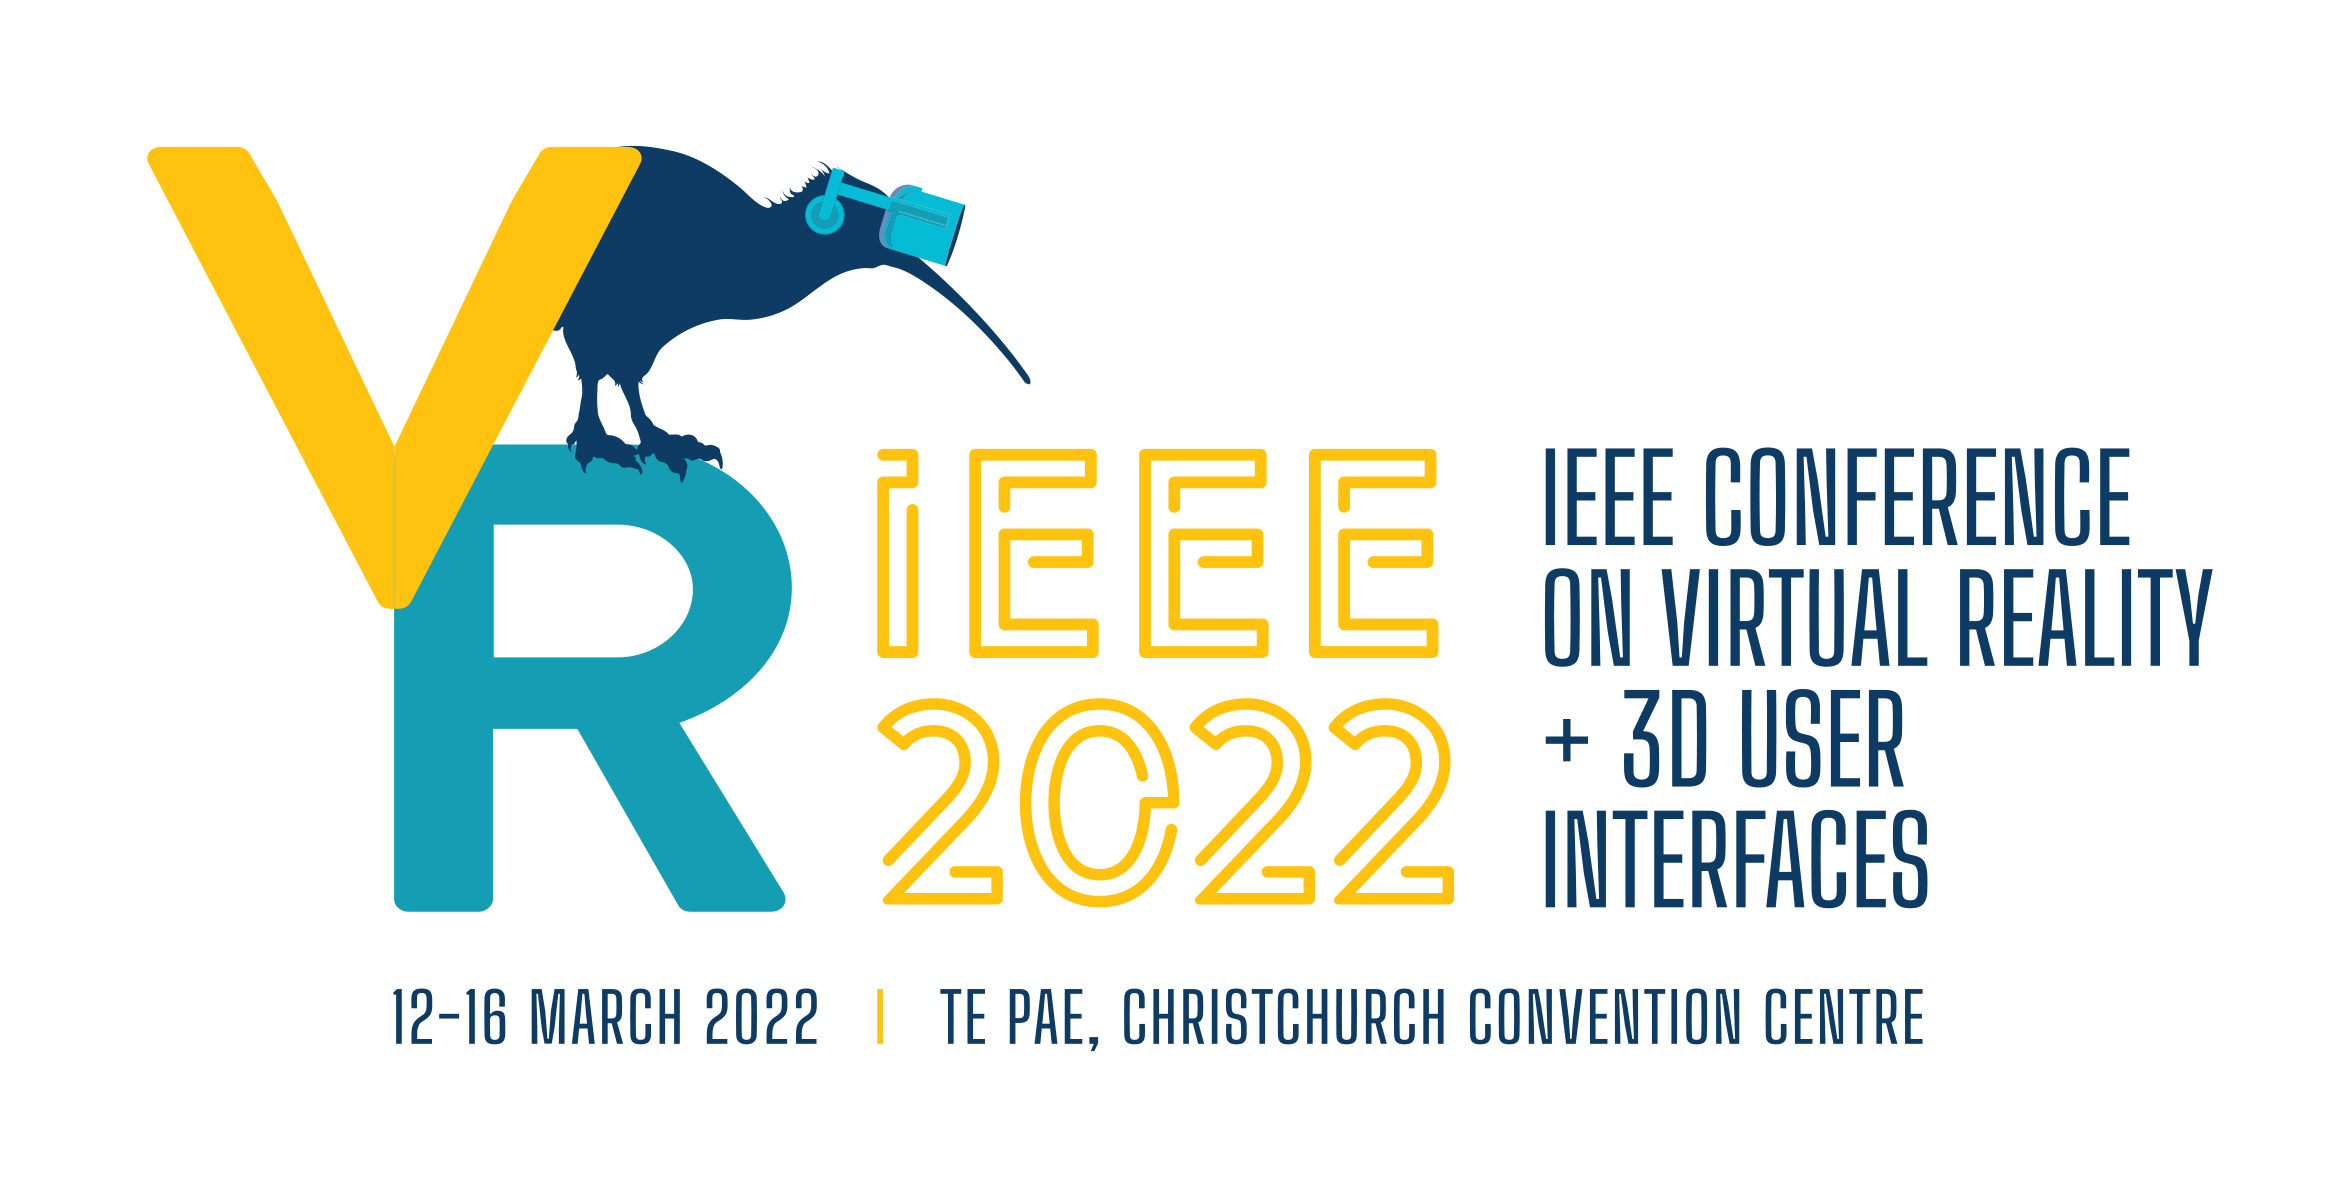 VR
iEEE
2022
IEEE CONFERENCE
ON VIRTUAL REALITY
+ 3D USER
INTERFACES
12-16 MARCH 2022 | TE PAE, CHRISTCHURCH CONVENTION CENTRE